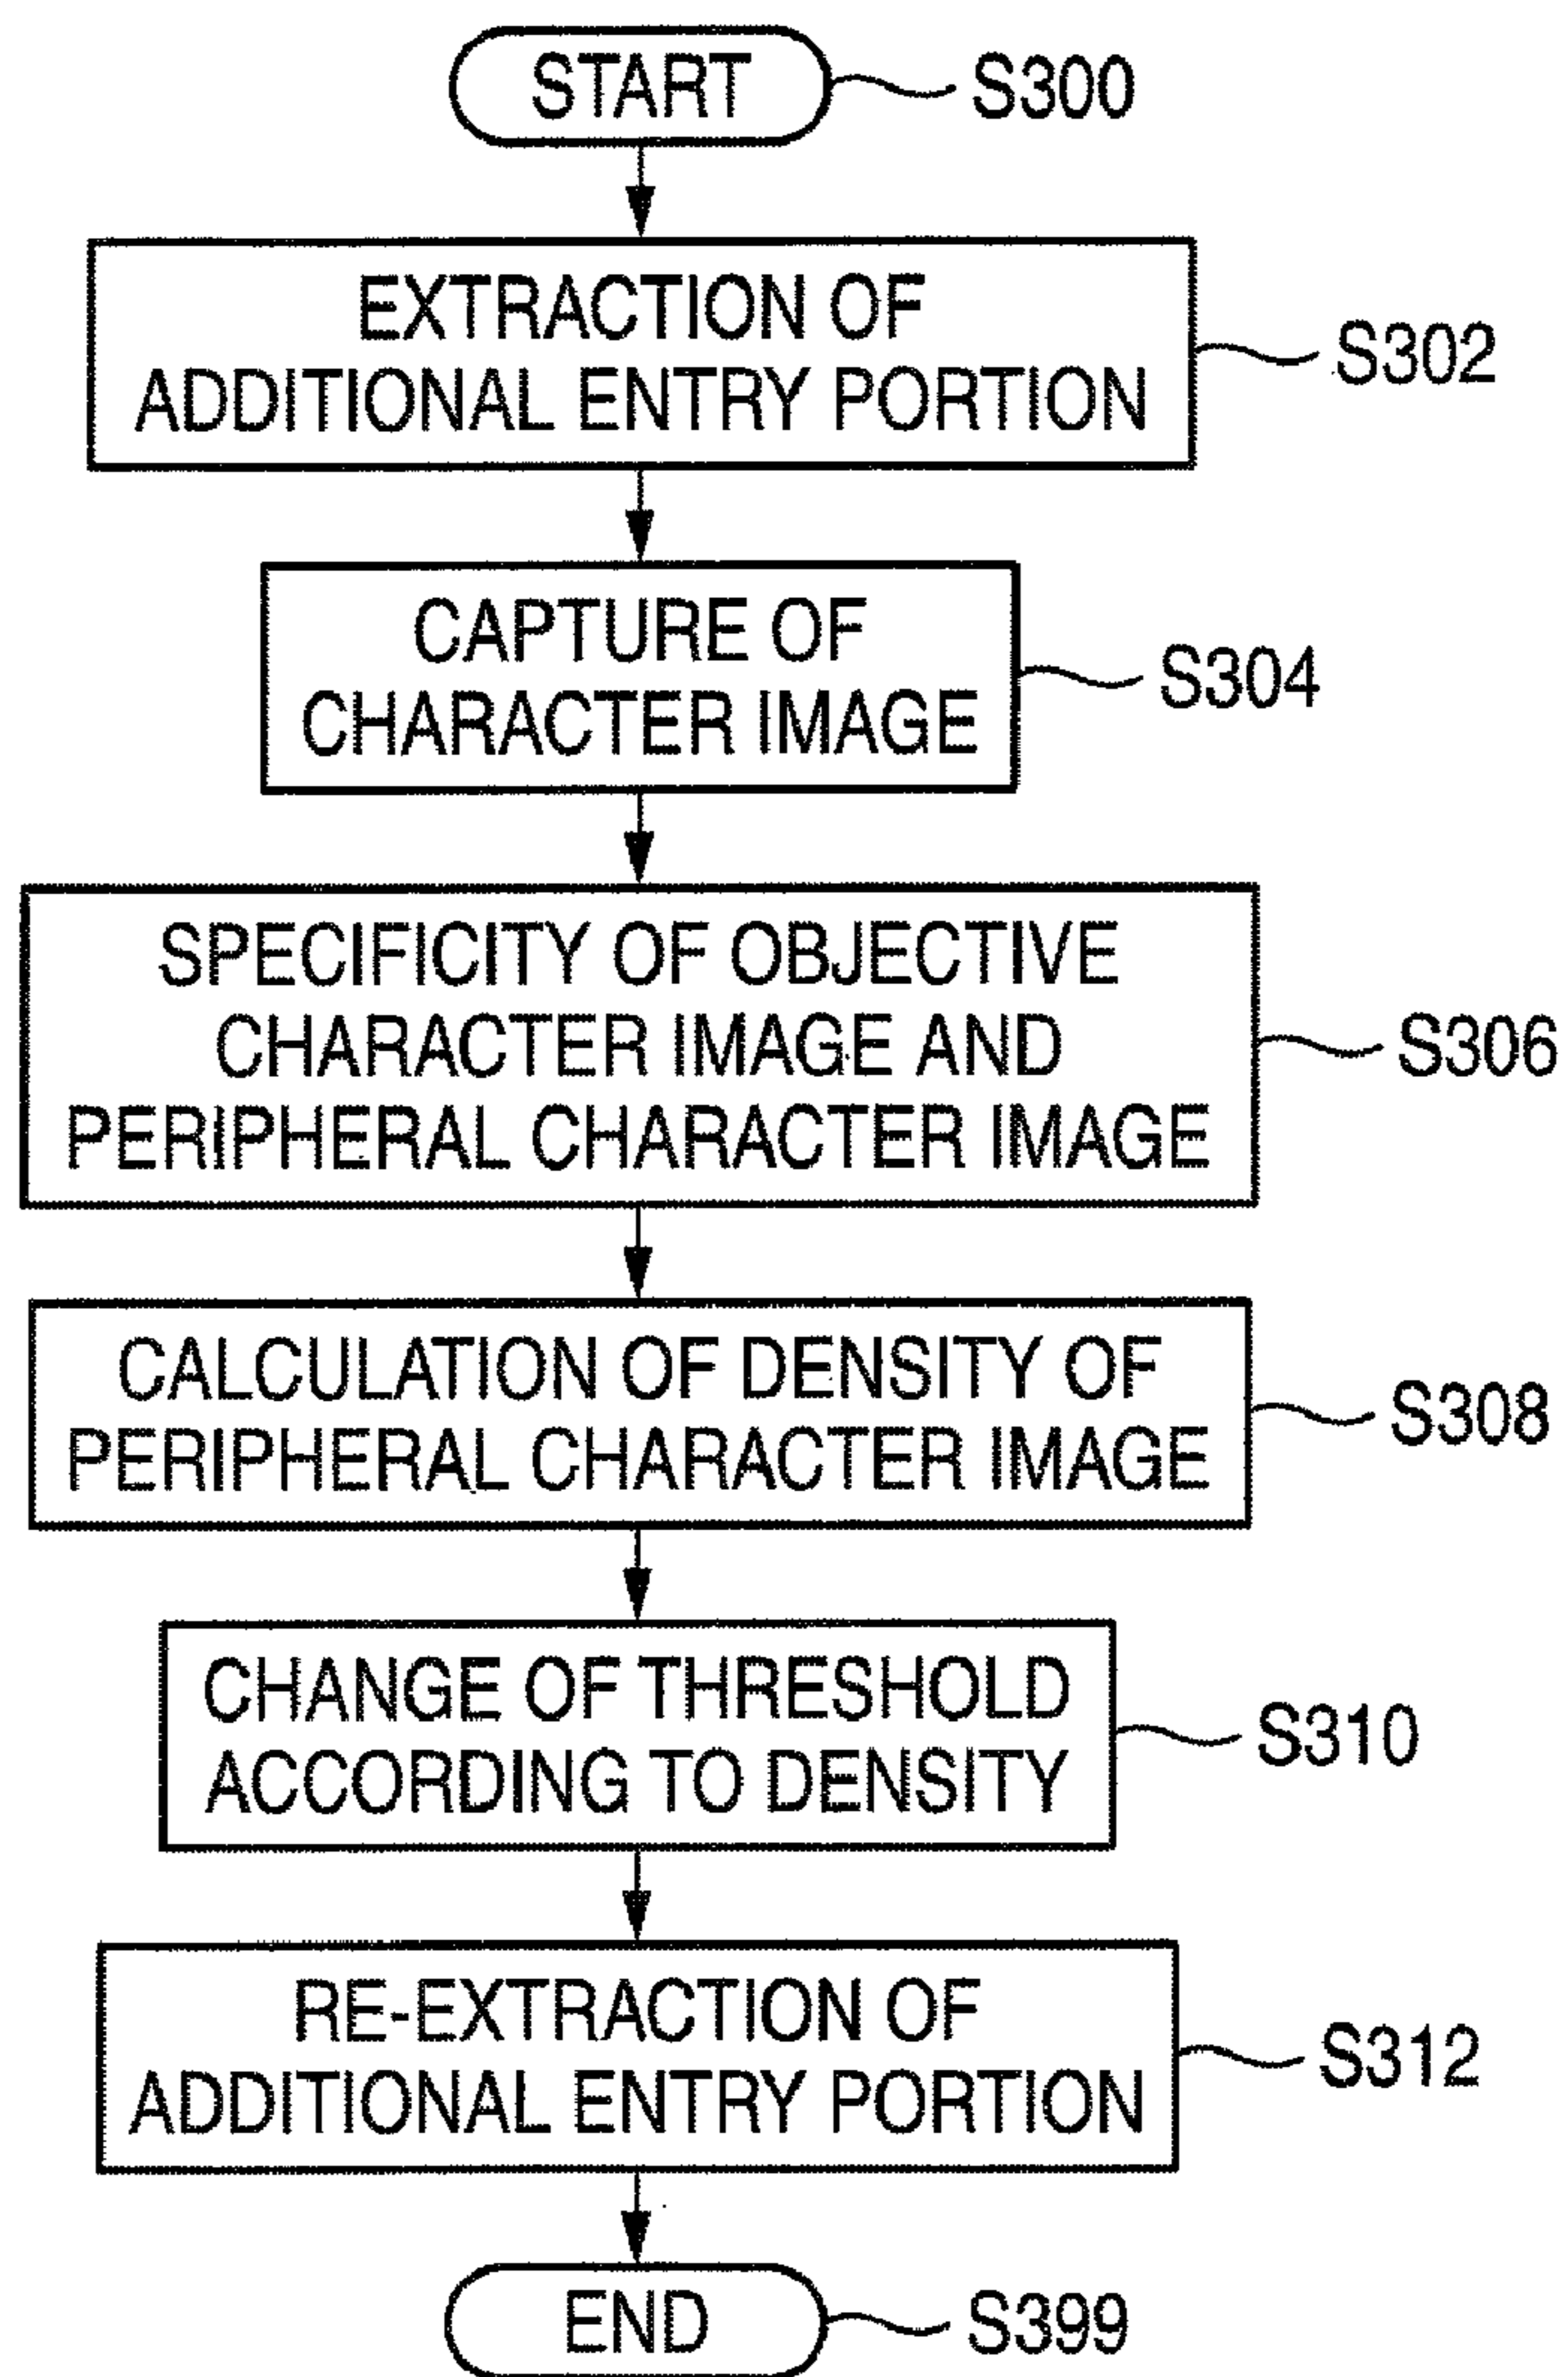 START
S300
EXTRACTION OF
ADDITIONAL ENTRY PORTION
S302
CAPTURE OF
CHARACTER IMAGE
S304
SPECIFICITY OF OBJECTIVE
CHARACTER IMAGE AND
PERIPHERAL CHARACTER IMAGE
S306
CALCULATION OF DENSITY OF
PERIPHERAL CHARACTER IMAGE
S308
CHANGE OF THRESHOLD
ACCORDING TO DENSITY
S310
RE-EXTRACTION OF
ADDITIONAL ENTRY PORTION
S312
END
S399